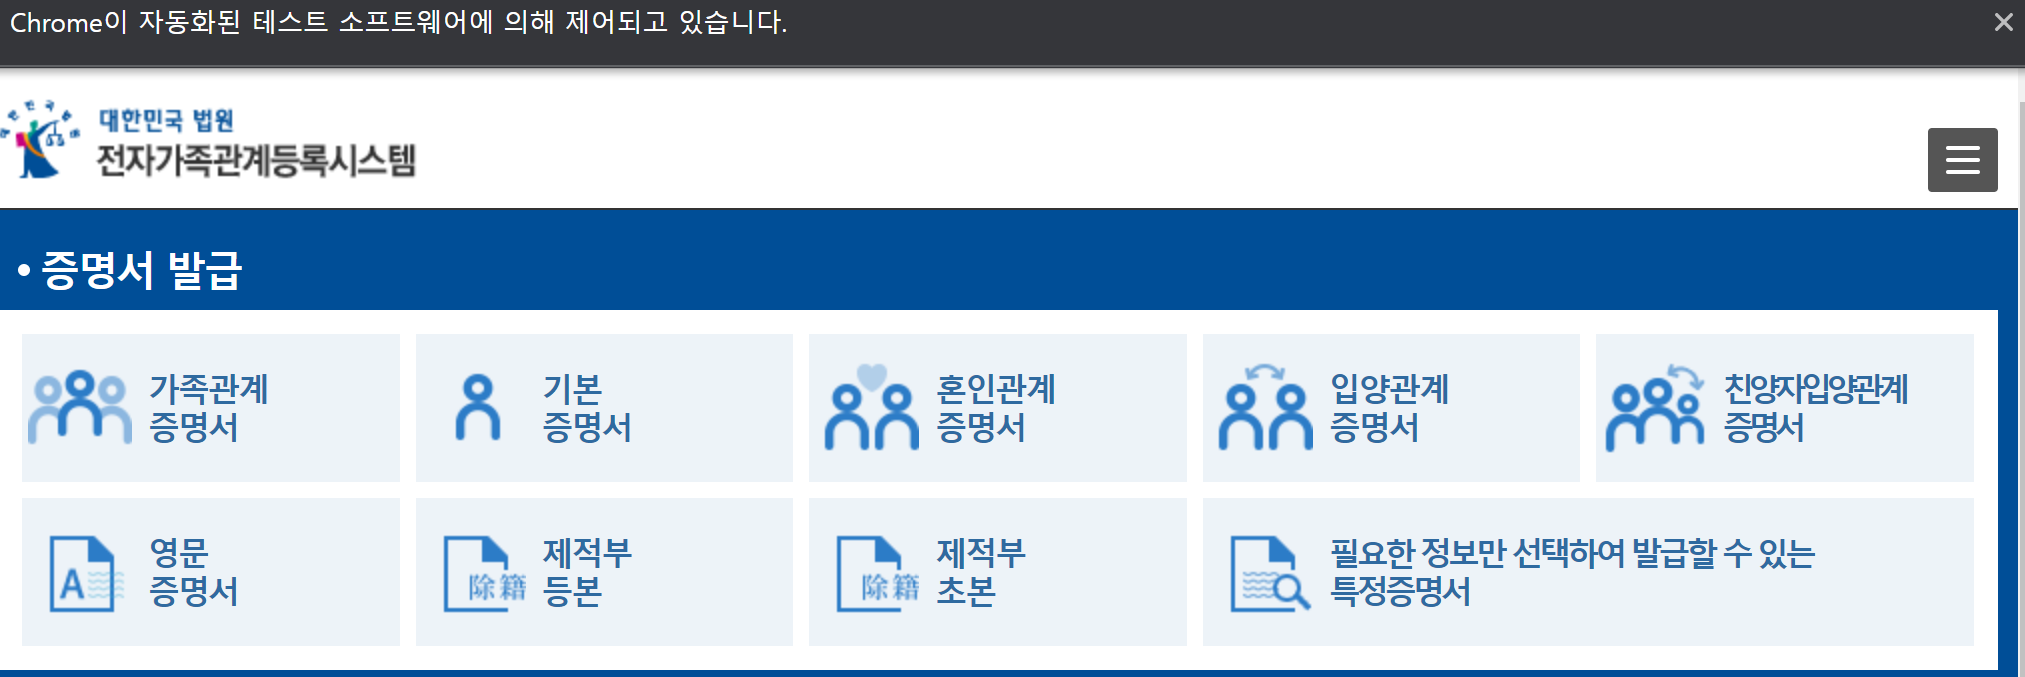 Chrome이 자동화된 테스트 소프트웨어에 의해 제어되고 있습니다.
대한민국 법원
전자가족관계등록시스템
• 증명서 발급
가족관계
증명서
기본
증명서
혼인관계
증명서
입양관계
증명서
친양자입양관계
증명서
A
영문
증명서
除籍
제적부
등본
除籍
제적부
초본
필요한 정보만 선택하여 발급할 수 있는
특정증명서